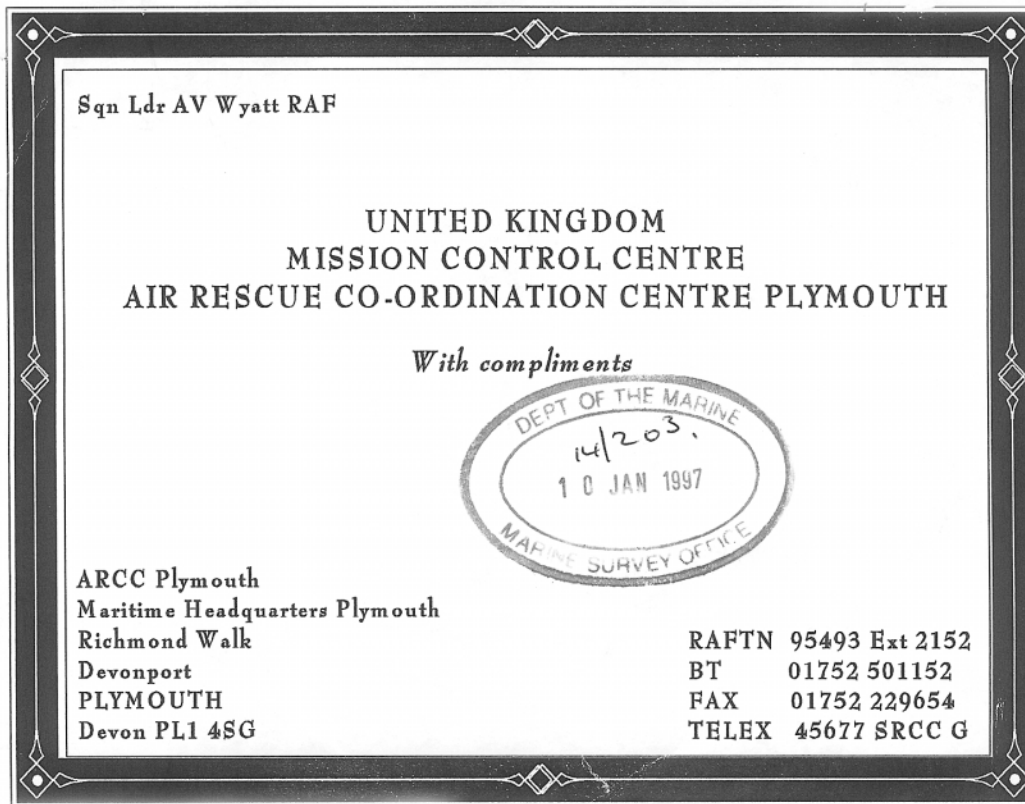 Sqn Ldr AV Wyatt RAF
UNITED KINGDOM
MISSION CONTROL CENTRE
AIR RESCUE CO-ORDINATION CENTRE PLYMOUTH
With compliments
DEPT OF THE MARINE
14/203.
10 JAN 1997
MARINE SURVEY OFFICE
ARCC Plymouth
Maritime Headquarters Plymouth
Richmond Walk
Devonport
PLYMOUTH
Devon PL1 4SG
RAFTN 95493 Ext 2152
BT 01752 501152
FAX 01752 229654
TELEX 45677 SRCC G